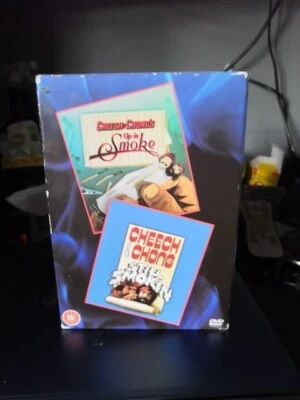 CHEECH & CHONG'S
Up in
Smoke
CHEECH
&
CHONG
STILL
SMOKIN
18
DVD